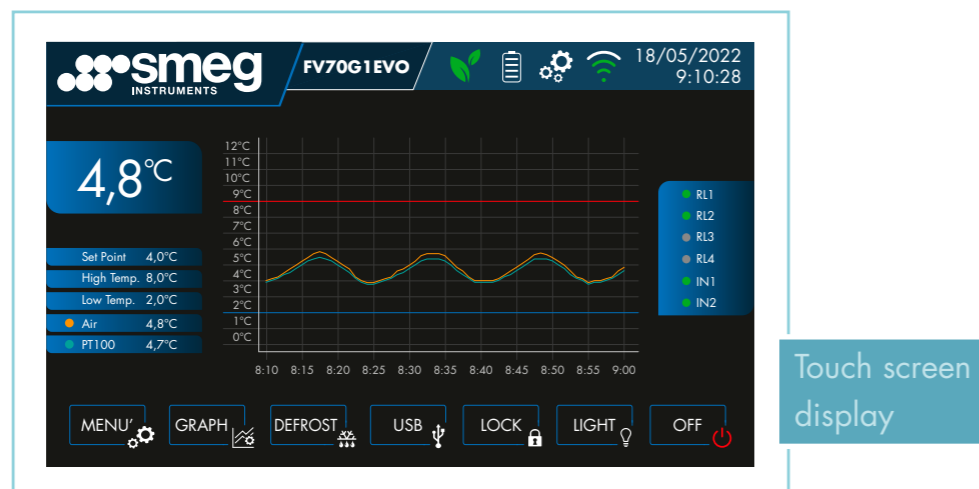 smeg
INSTRUMENTS
FV70G1EVO
18/05/2022
9:10:28
4,8°C
Set Point 4,0°C
High Temp. 8,0°C
Low Temp. 2,0°C
Air 4,8°C
PT100 4,7°C
12°C
11°C
10°C
9°C
8°C
7°C
6°C
5°C
4°C
3°C
2°C
1°C
0°C
8:10 8:15 8:20 8:25 8:30 8:35 8:40 8:45 8:50 8:55 9:00
RL1
RL2
RL3
RL4
IN1
IN2
MENU' GRAPH DEFROST USB LOCK LIGHT OFF
Touch screen
display